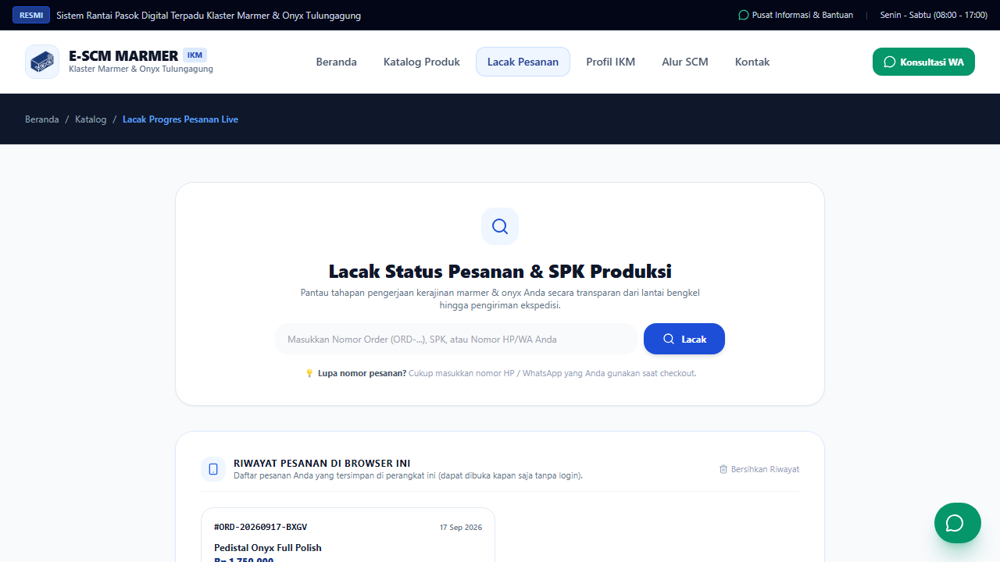 RESMI Sistem Rantai Pasok Digital Terpadu Klaster Marmer & Onyx Tulungagung
Pusat Informasi & Bantuan | Senin - Sabtu (08:00 - 17:00)
E-SCM MARMER IKM
Klaster Marmer & Onyx Tulungagung
Beranda Katalog Produk Lacak Pesanan Profil IKM Alur SCM Kontak
Konsultasi WA
Beranda / Katalog / Lacak Progres Pesanan Live
Lacak Status Pesanan & SPK Produksi
Pantau tahapan pengerjaan kerajinan marmer & onyx Anda secara transparan dari lantai bengkel
hingga pengiriman ekspedisi.
Masukkan Nomor Order (ORD-...), SPK, atau Nomor HP/WA Anda
Lacak
💡 Lupa nomor pesanan? Cukup masukkan nomor HP / WhatsApp yang Anda gunakan saat checkout.
RIWAYAT PESANAN DI BROWSER INI
Daftar pesanan Anda yang tersimpan di perangkat ini (dapat dibuka kapan saja tanpa login).
Bersihkan Riwayat
#ORD-20260917-BXGV 17 Sep 2026
Pedistal Onyx Full Polish
Rp 1.750.000